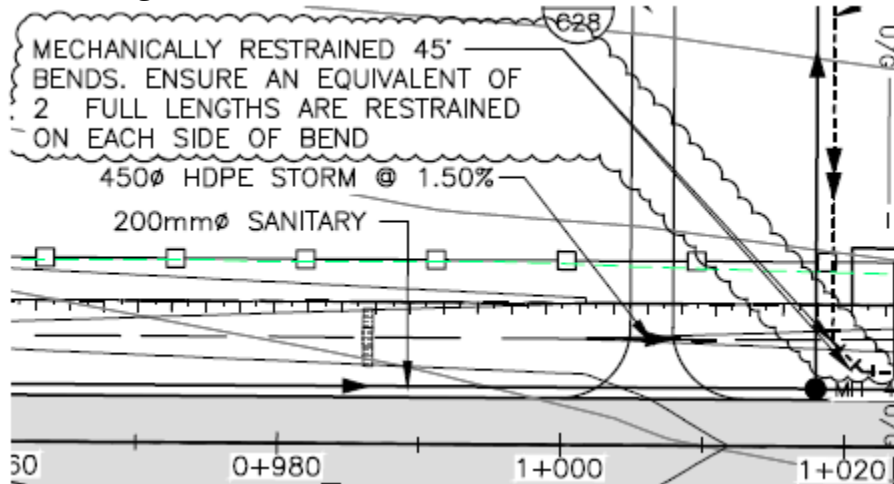 C28
U/G
MECHANICALLY RESTRAINED 45°
BENDS. ENSURE AN EQUIVALENT OF
2 FULL LENGTHS ARE RESTRAINED
ON EACH SIDE OF BEND
450ø HDPE STORM @ 1.50%
200mmø SANITARY
MH
60
0+980
1+000
1+020